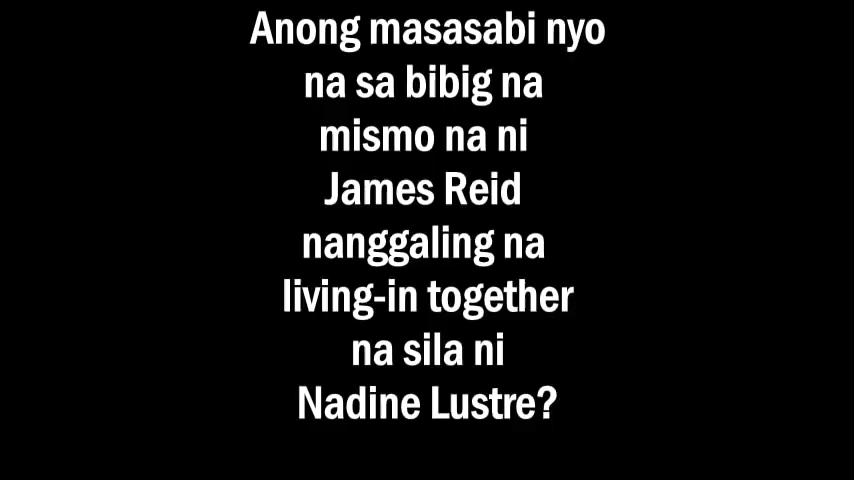 Anong masasabi nyo
na sa bibig na
mismo na ni
James Reid
nanggaling na
living-in together
na sila ni
Nadine Lustre?